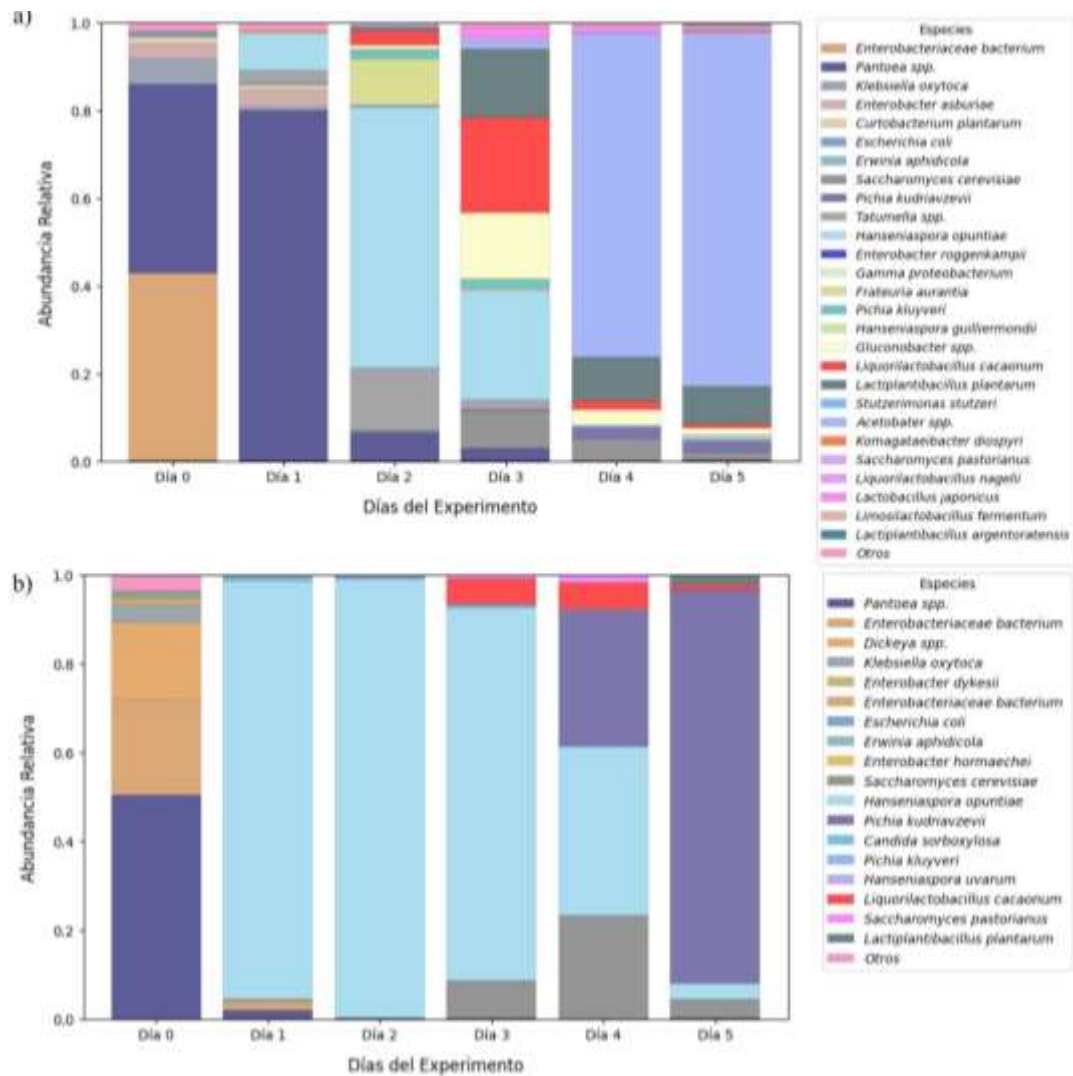 a)
1.0
0.8
0.6
0.4
0.2
0.0
Abundancia Relativa
Día 0
Día 1
Día 2
Día 3
Día 4
Día 5
Días del Experimento
Especies
Enterobacteriaceae bacterium
Pantoea spp.
Klebsiella oxytoca
Enterobacter asburiae
Curtobacterium plantarum
Escherichia coli
Erwinia aphidicola
Saccharomyces cerevisiae
Pichia kudriavzevii
Tatumella spp.
Hanseniaspora opuntiae
Enterobacter roggenkampii
Gamma proteobacterium
Frateuria aurantia
Pichia kluyveri
Hanseniaspora guilliermondii
Gluconobacter spp.
Liquorilactobacillus cacaonum
Lactiplantibacillus plantarum
Stutzerimonas stutzeri
Acetobater spp.
Komagataeibacter diospyri
Saccharomyces pastorianus
Liquorilactobacillus nagelii
Lactobacillus japonicus
Limosilactobacillus fermentum
Lactiplantibacillus argentoratensis
Otros
b)
1.0
0.8
0.6
0.4
0.2
0.0
Abundancia Relativa
Día 0
Día 1
Día 2
Día 3
Día 4
Día 5
Días del Experimento
Especies
Pantoea spp.
Enterobacteriaceae bacterium
Dickeya spp.
Klebsiella oxytoca
Enterobacter dykesii
Enterobacteriaceae bacterium
Escherichia coli
Erwinia aphidicola
Enterobacter hormaechei
Saccharomyces cerevisiae
Hanseniaspora opuntiae
Pichia kudriavzevii
Candida sorboxylosa
Pichia kluyveri
Hanseniaspora uvarum
Liquorilactobacillus cacaonum
Saccharomyces pastorianus
Lactiplantibacillus plantarum
Otros